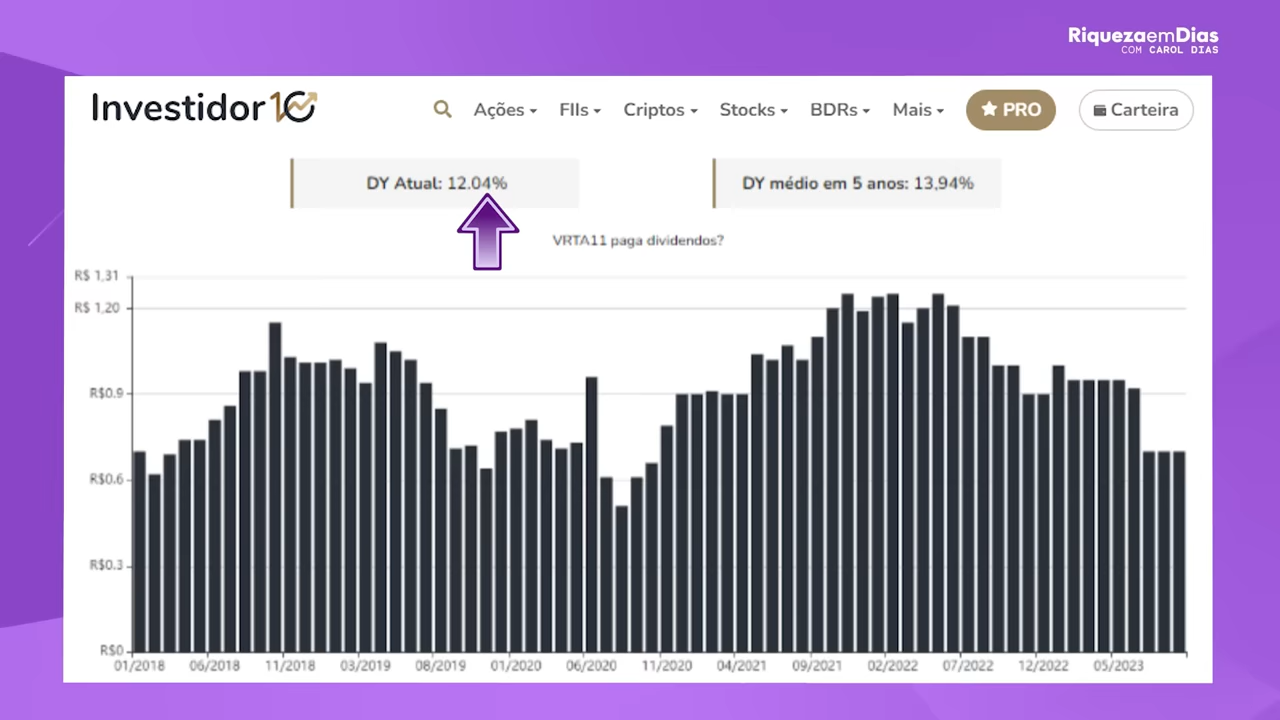 RiquezaemDias
COM CAROL DIAS
Investidor 10
Ações
FIIs
Criptos
Stocks
BDRs
Mais
PRO
Carteira
DY Atual: 12.04%
DY médio em 5 anos: 13,94%
VRTA11 paga dividendos?
R$ 1,31
R$ 1,20
R$0.9
R$0.6
R$0.3
R$0
01/2018
06/2018
11/2018
03/2019
08/2019
01/2020
06/2020
11/2020
04/2021
09/2021
02/2022
07/2022
12/2022
05/2023